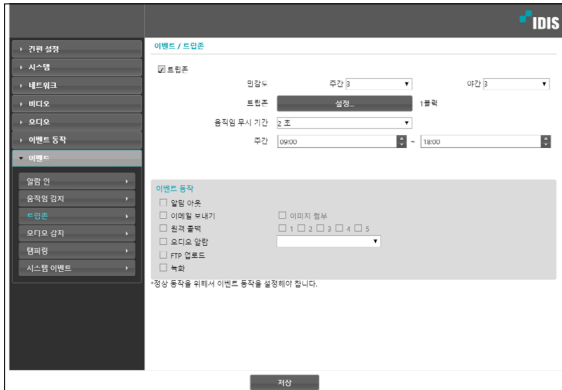 IDIS
간편 설정
시스템
네트워크
비디오
오디오
이벤트 동작
이벤트
알람 인
움직임 감지
트립존
오디오 감지
탬파링
시스템 이벤트
이벤트 / 트립존
트립존
민감도 주간 3 야간 3
트립존 설정... 1블럭
움직임 무시 기간 2 초
주간 09:00 ~ 18:00
이벤트 동작
알람 아웃
이메일 보내기 이미지 첨부
원격 콜백 1 2 3 4 5
오디오 알람
FTP 업로드
녹화
*정상 동작을 위해서 이벤트 동작을 설정해야 합니다.
저장